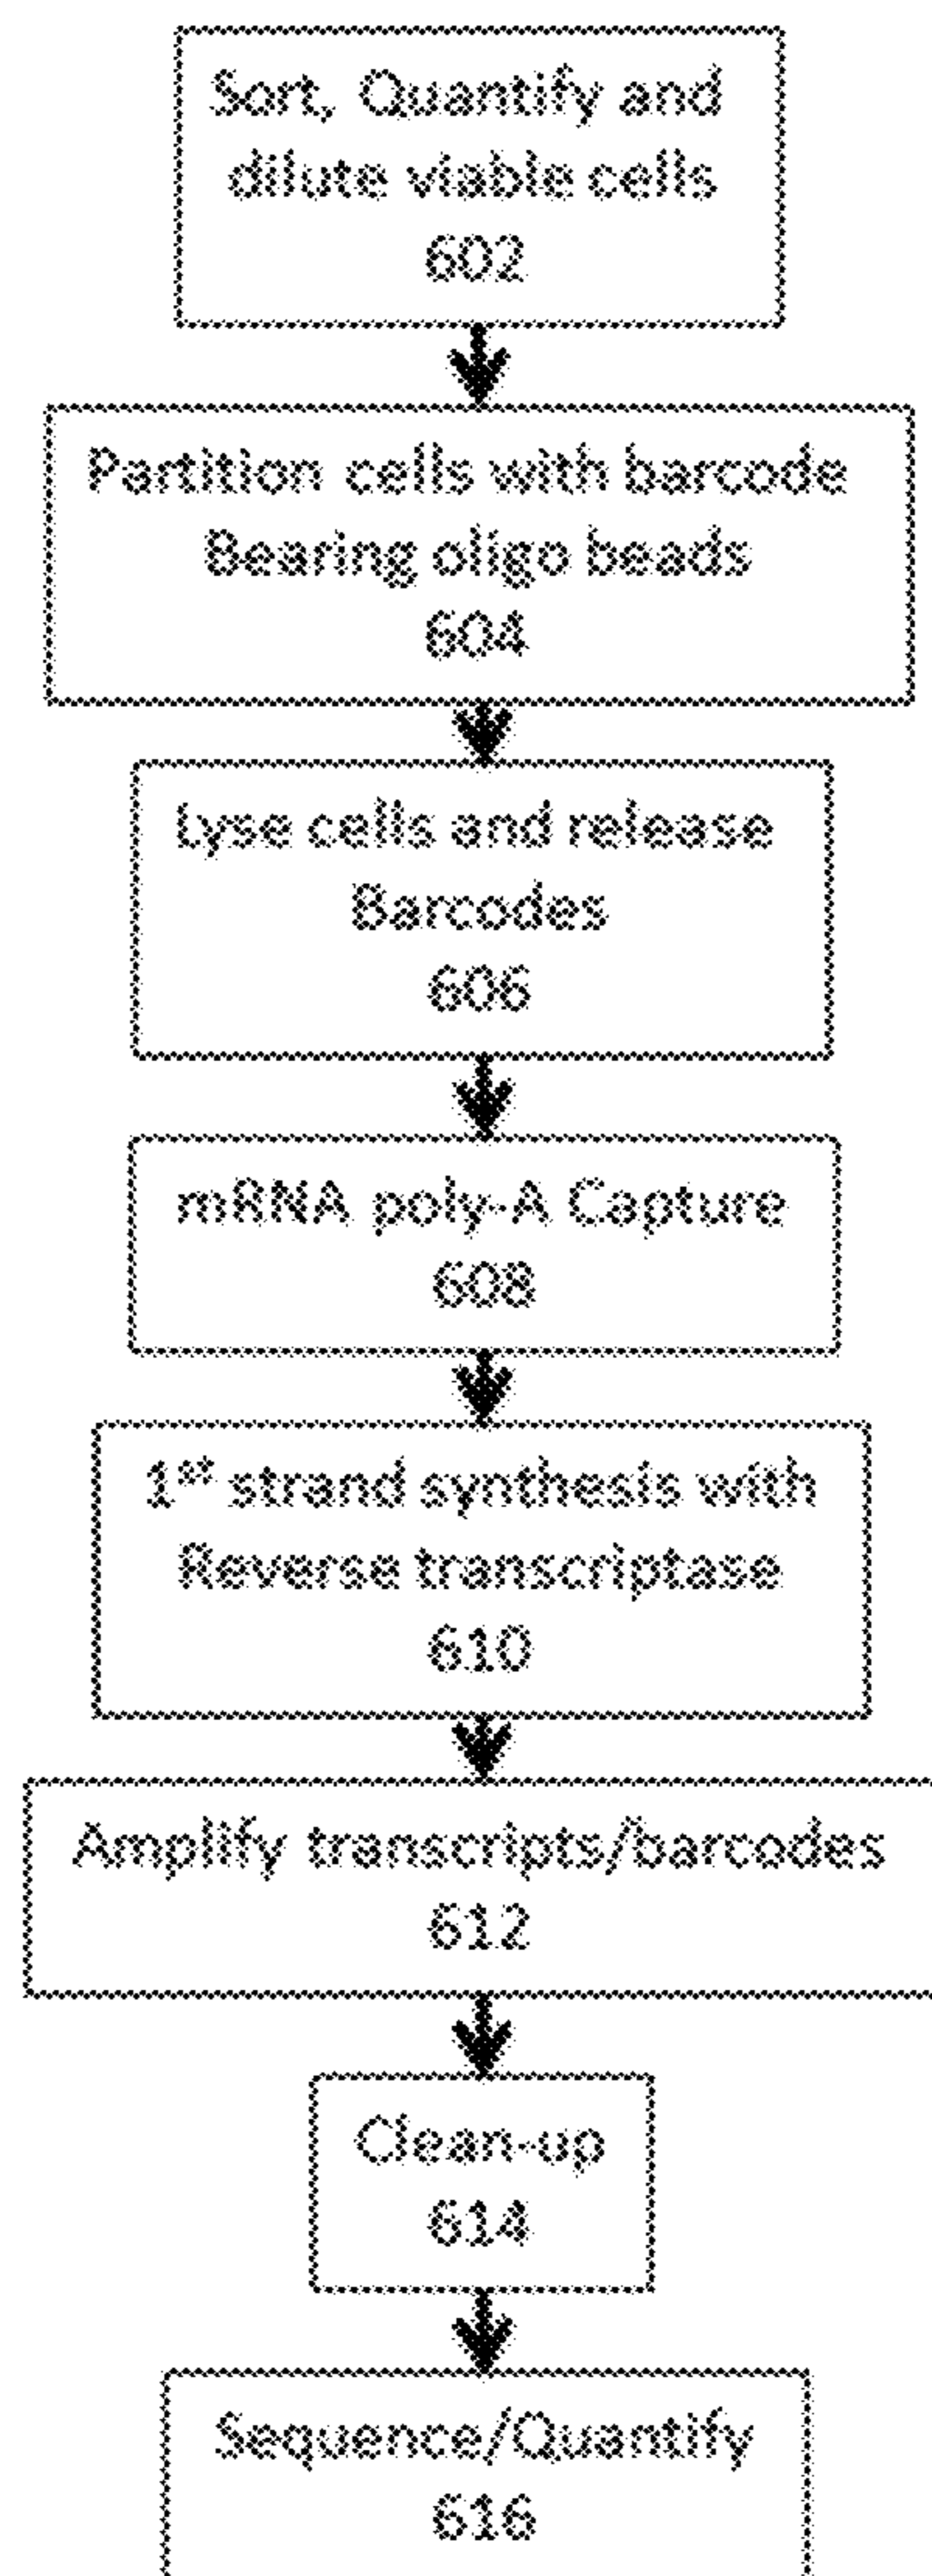 Sort, Quantify and
dilute viable cells
602
Partition cells with barcode
Bearing oligo beads
604
Lyse cells and release
Barcodes
606
mRNA poly-A Capture
608
1st strand synthesis with
Reverse transcriptase
610
Amplify transcripts/barcodes
612
Clean-up
614
Sequence/Quantify
616